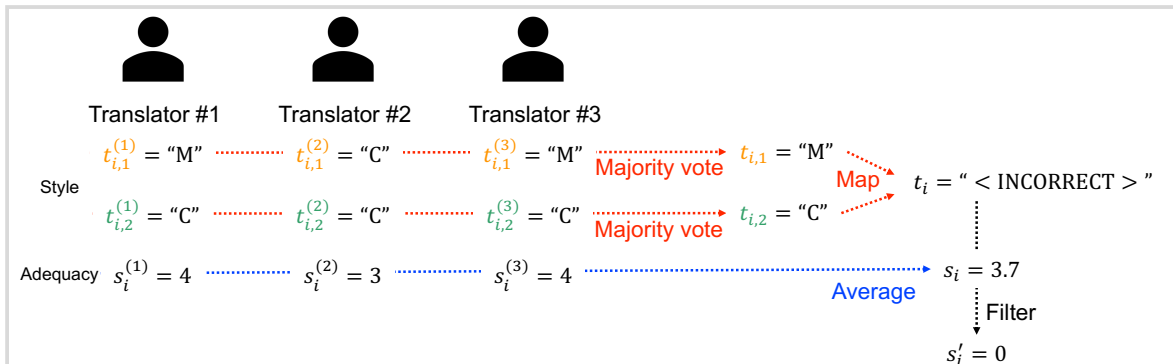 Translator #1 Translator #2 Translator #3
t_{i,1}^{(1)} = “M” t_{i,1}^{(2)} = “C” t_{i,1}^{(3)} = “M” Majority vote t_{i,1} = “M”
Style Map t_i = “ < INCORRECT > ”
t_{i,2}^{(1)} = “C” t_{i,2}^{(2)} = “C” t_{i,2}^{(3)} = “C” Majority vote t_{i,2} = “C”
Adequacy s_i^{(1)} = 4 s_i^{(2)} = 3 s_i^{(3)} = 4 Average s_i = 3.7
Filter
s_i' = 0